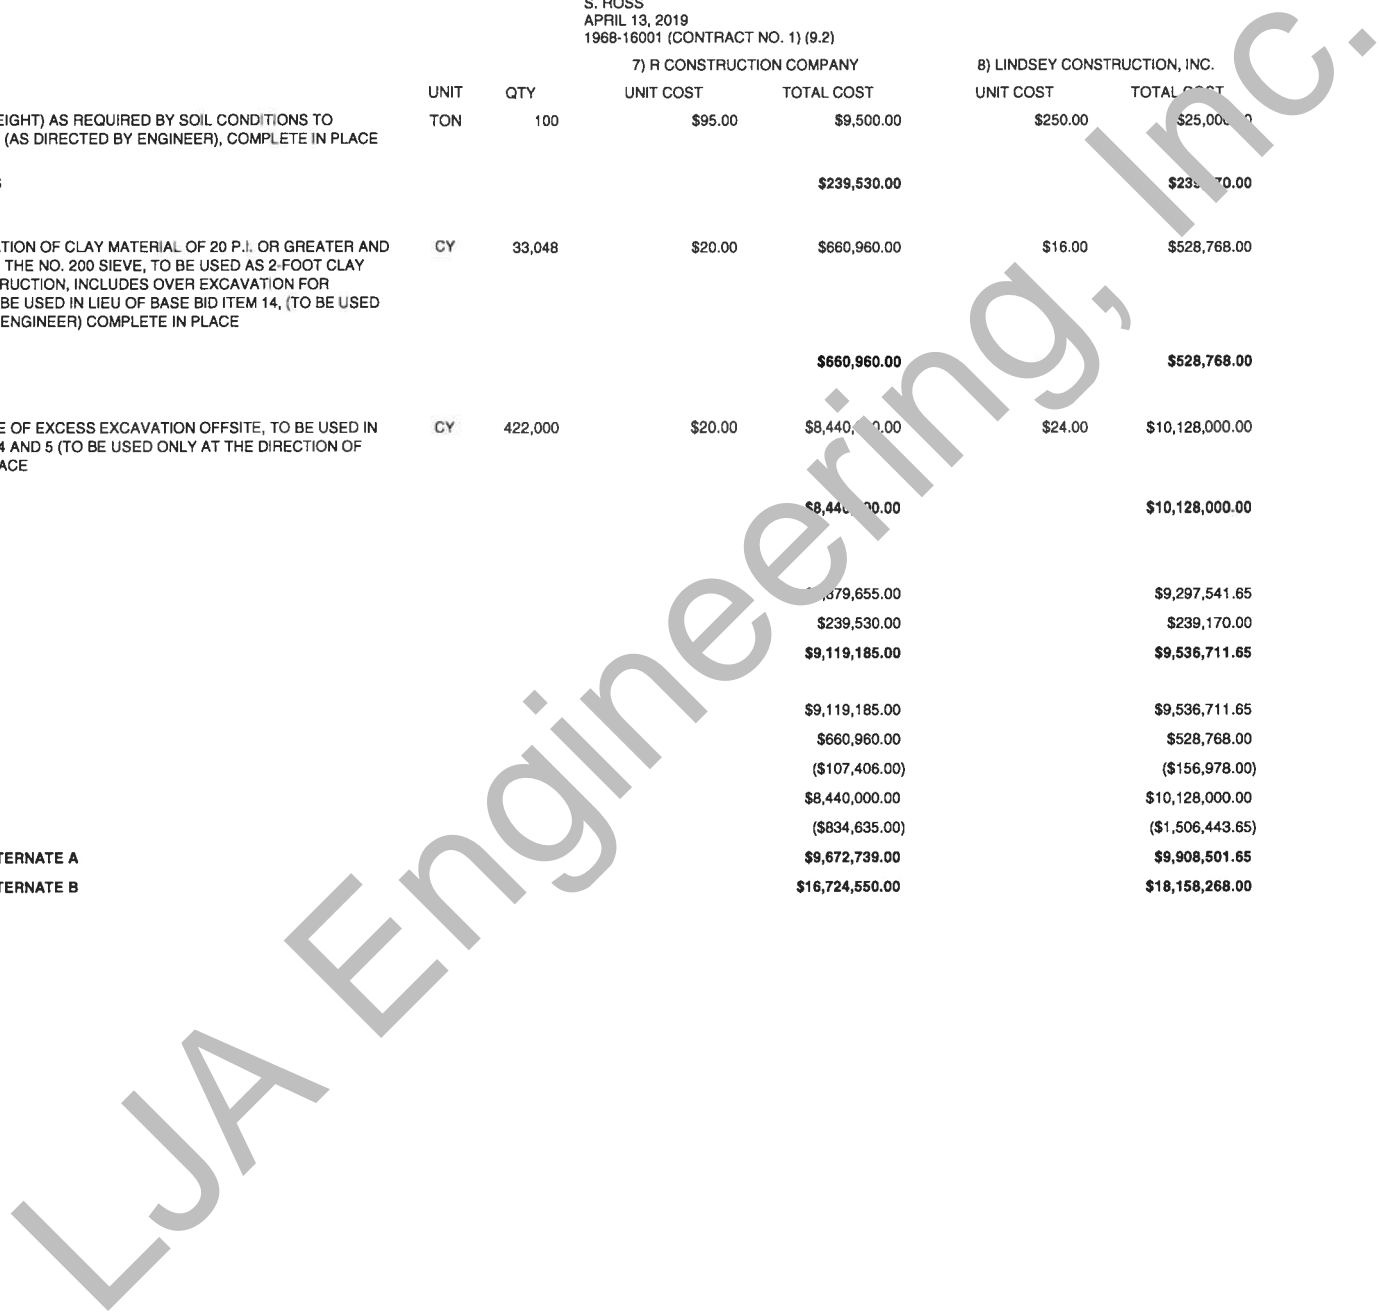 S. ROSS
APRIL 13, 2019
1968-16001 (CONTRACT NO. 1) (9.2)
7) R CONSTRUCTION COMPANY 8) LINDSEY CONSTRUCTION, INC.
UNIT QTY UNIT COST TOTAL COST UNIT COST TOTAL COST
EIGHT) AS REQUIRED BY SOIL CONDITIONS TO TON 100 $95.00 $9,500.00 $250.00
(AS DIRECTED BY ENGINEER), COMPLETE IN PLACE
$239,530.00
TION OF CLAY MATERIAL OF 20 P.I. OR GREATER AND CY 33,048 $20.00 $660,960.00 $16.00 $528,768.00
THE NO. 200 SIEVE, TO BE USED AS 2-FOOT CLAY
RUCTION, INCLUDES OVER EXCAVATION FOR
BE USED IN LIEU OF BASE BID ITEM 14, (TO BE USED
ENGINEER) COMPLETE IN PLACE
$660,960.00 $528,768.00
E OF EXCESS EXCAVATION OFFSITE, TO BE USED IN CY 422,000 $20.00 $24.00 $10,128,000.00
4 AND 5 (TO BE USED ONLY AT THE DIRECTION OF
ACE
$10,128,000.00
$9,297,541.65
$239,530.00 $239,170.00
$9,119,185.00 $9,536,711.65
$9,119,185.00 $9,536,711.65
$660,960.00 $528,768.00
($107,406.00) ($156,978.00)
$8,440,000.00 $10,128,000.00
($834,635.00) ($1,506,443.65)
TERNATE A $9,672,739.00 $9,908,501.65
TERNATE B $16,724,550.00 $18,158,268.00
LJA Engineering, Inc.